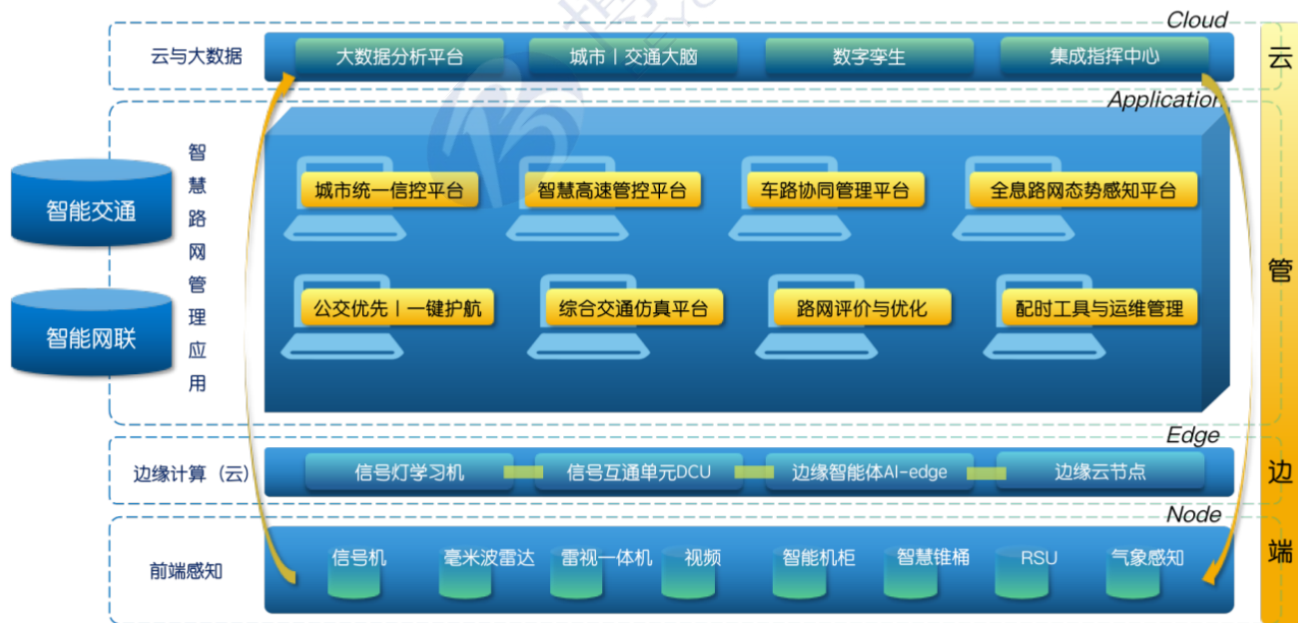 Cloud
云与大数据
大数据分析平台
城市|交通大脑
数字孪生
集成指挥中心
云
Application
智慧路网管理应用
智能交通
智能网联
城市统一信控平台
智慧高速管控平台
车路协同管理平台
全息路网态势感知平台
公交优先|一键护航
综合交通仿真平台
路网评价与优化
配时工具与运维管理
管
Edge
边缘计算（云）
信号灯学习机
信号互通单元DCU
边缘智能体AI-edge
边缘云节点
边
Node
前端感知
信号机
毫米波雷达
雷视一体机
视频
智能机柜
智慧锥桶
RSU
气象感知
端